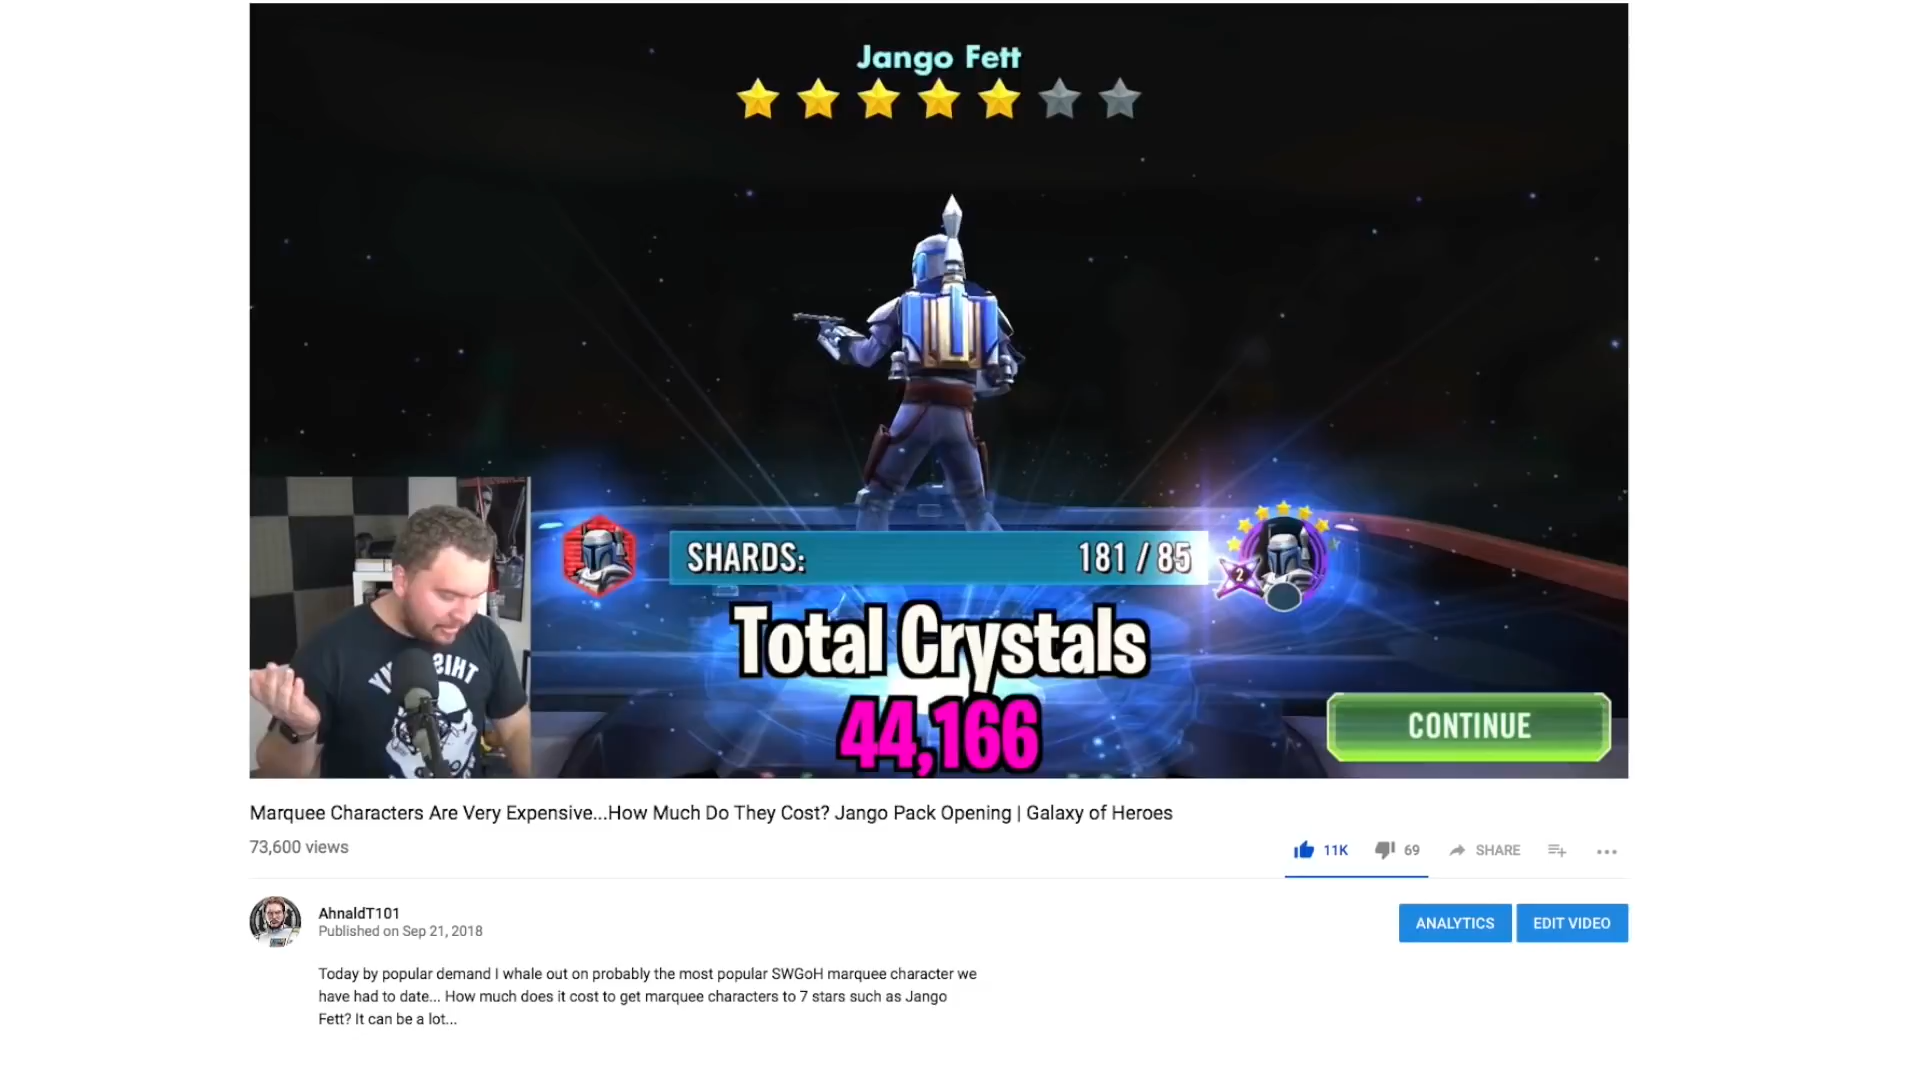 Jango Fett
SHARDS: 181 / 85
2
Total Crystals
44,166
CONTINUE
Marquee Characters Are Very Expensive...How Much Do They Cost? Jango Pack Opening | Galaxy of Heroes
73,600 views
11K 69 SHARE
AhnaldT101
Published on Sep 21, 2018
ANALYTICS EDIT VIDEO
Today by popular demand I whale out on probably the most popular SWGoH marquee character we
have had to date... How much does it cost to get marquee characters to 7 stars such as Jango
Fett? It can be a lot...